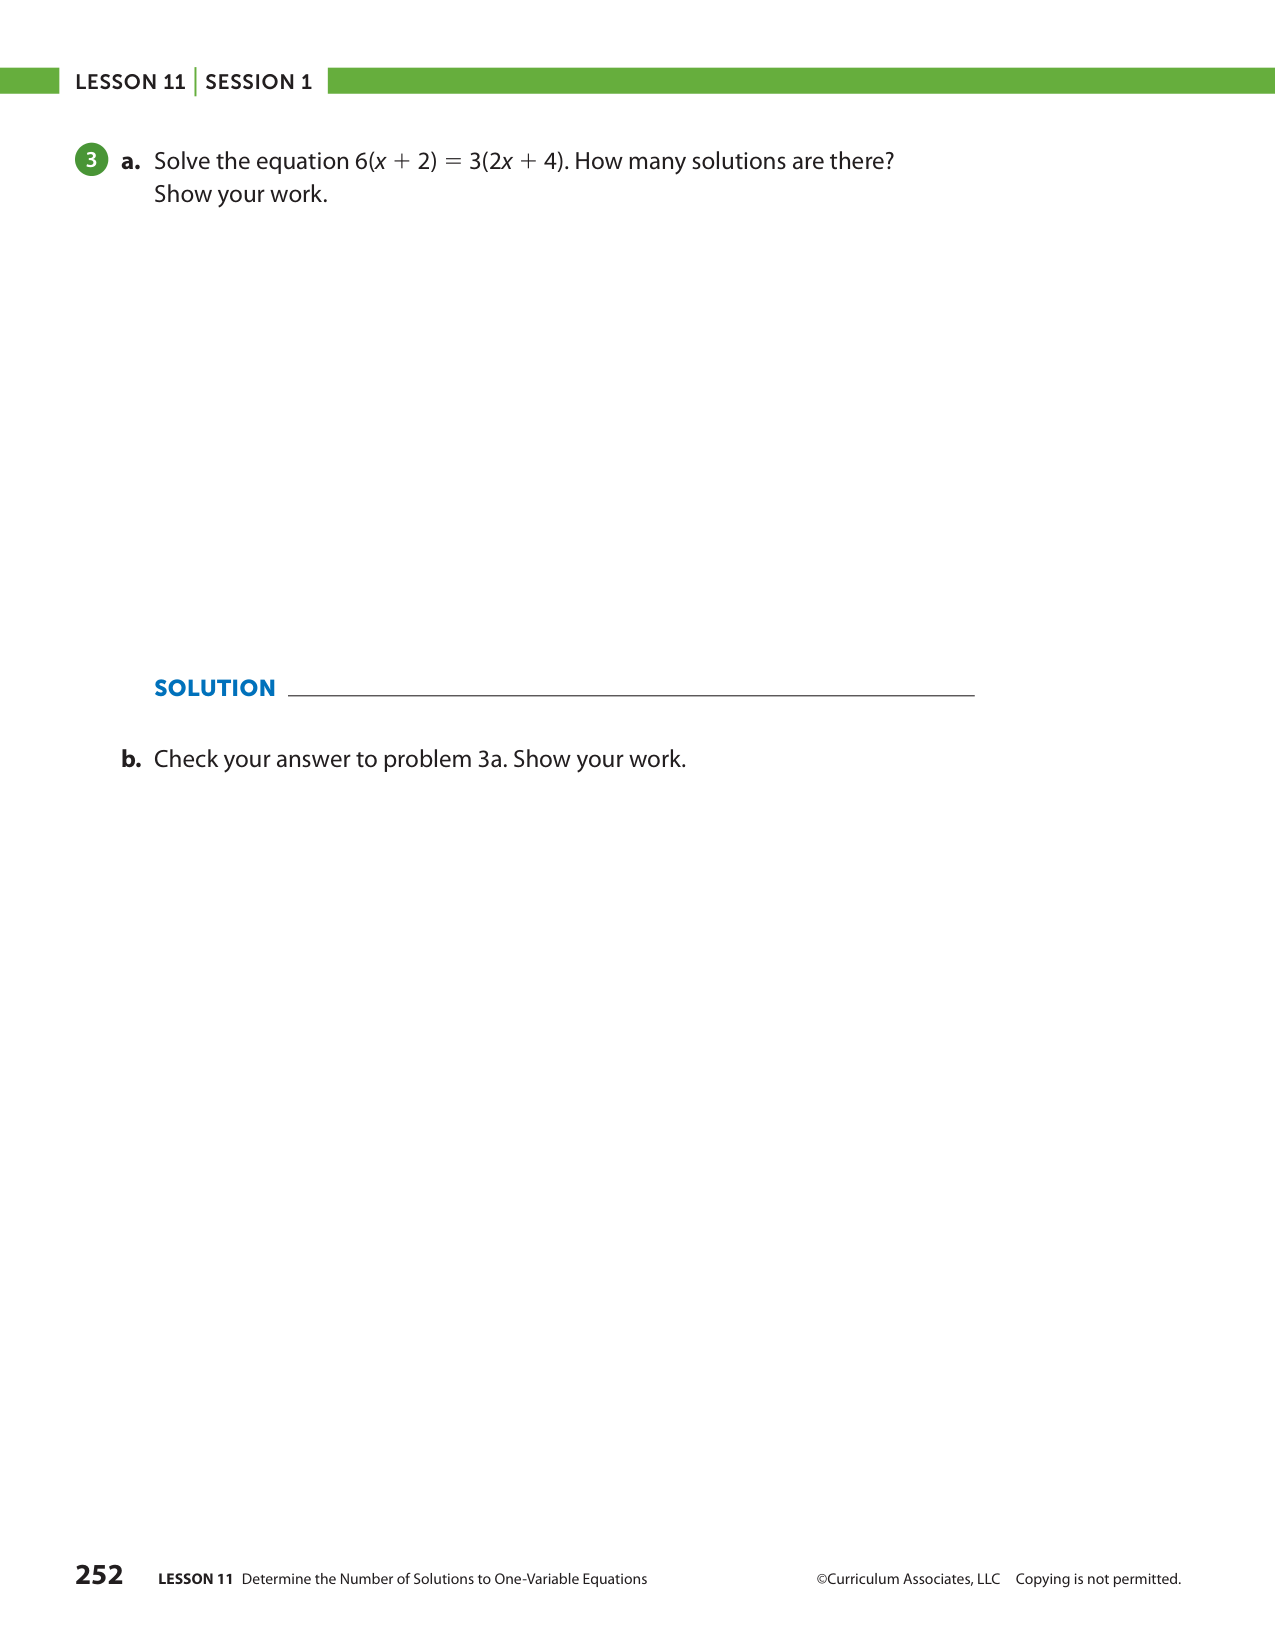 LESSON 11 | SESSION 1
3 a. Solve the equation 6(x + 2) = 3(2x + 4). How many solutions are there?
Show your work.
SOLUTION
b. Check your answer to problem 3a. Show your work.
252 LESSON 11 Determine the Number of Solutions to One-Variable Equations ©Curriculum Associates, LLC Copying is not permitted.